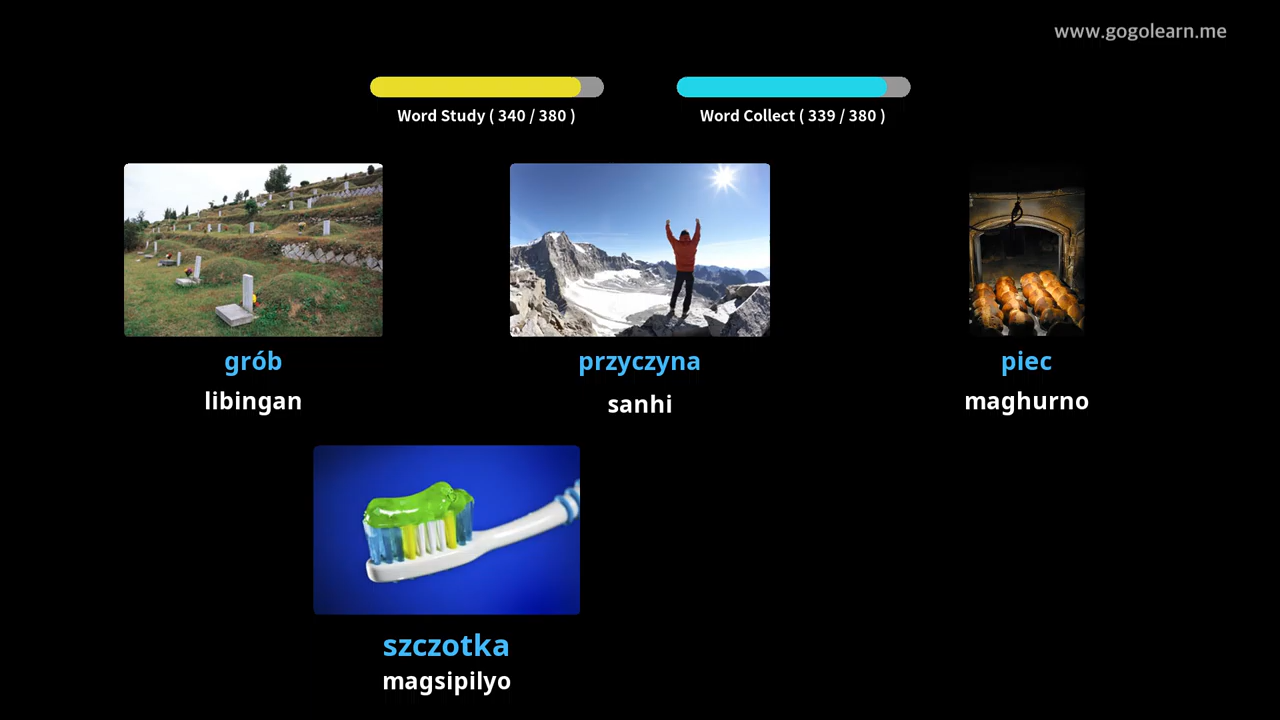 www.gogolearn.me
Word Study ( 340 / 380 )
Word Collect ( 339 / 380 )
grób
libingan
przyczyna
sanhi
piec
maghurno
szczotka
magsipilyo